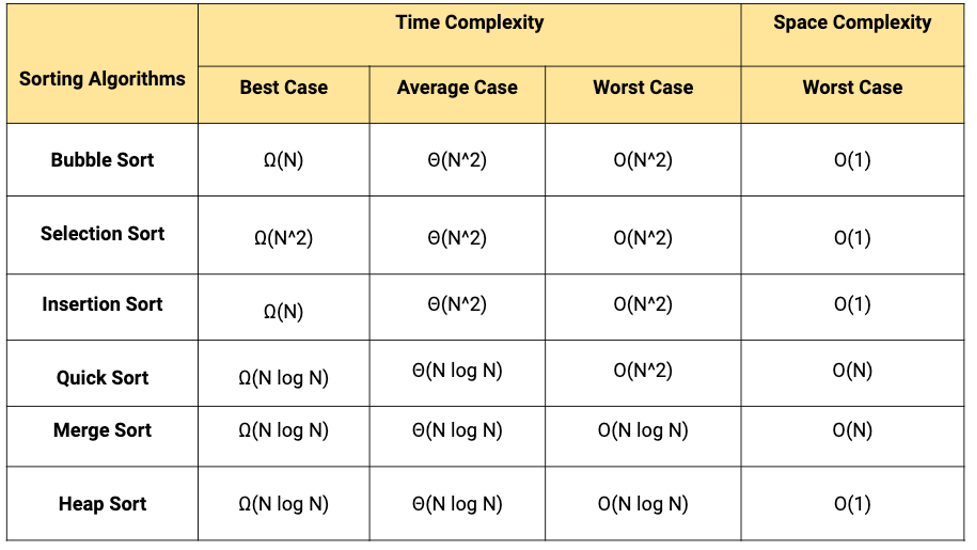 Sorting Algorithms Time Complexity Space Complexity
Best Case Average Case Worst Case Worst Case
Bubble Sort Ω(N) Θ(N^2) O(N^2) O(1)
Selection Sort Ω(N^2) Θ(N^2) O(N^2) O(1)
Insertion Sort Ω(N) Θ(N^2) O(N^2) O(1)
Quick Sort Ω(N log N) Θ(N log N) O(N^2) O(N)
Merge Sort Ω(N log N) Θ(N log N) O(N log N) O(N)
Heap Sort Ω(N log N) Θ(N log N) O(N log N) O(1)